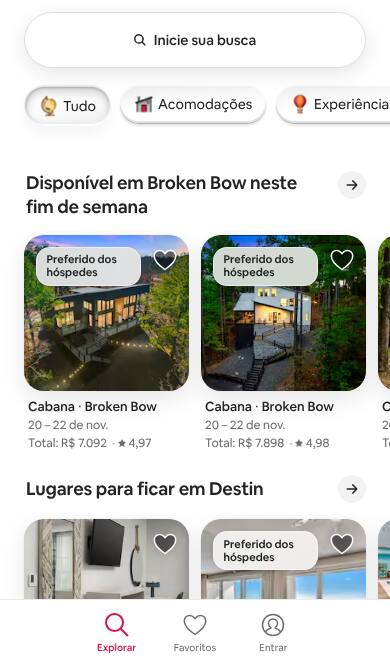 Inicie sua busca
Tudo
Acomodações
Experiência
Disponível em Broken Bow neste
fim de semana
Preferido dos
hóspedes
Preferido dos
hóspedes
Cabana · Broken Bow
20 – 22 de nov.
Total: R$ 7.092 · ★ 4,97
Cabana · Broken Bow
20 – 22 de nov.
Total: R$ 7.898 · ★ 4,98
Lugares para ficar em Destin
Preferido dos
hóspedes
Explorar
Favoritos
Entrar